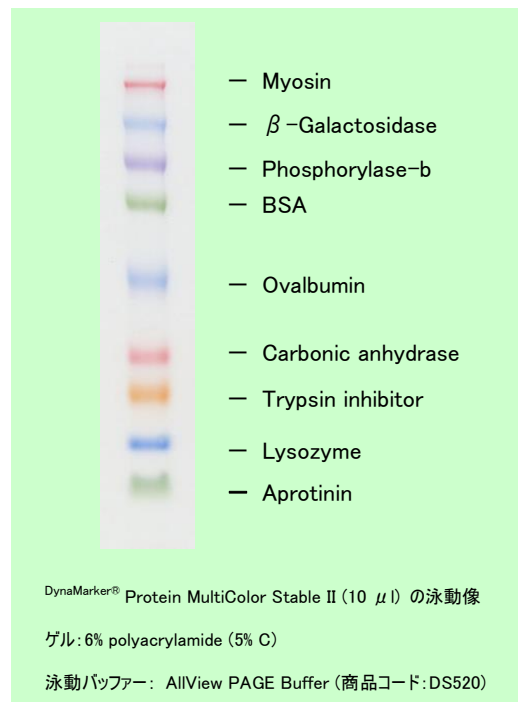 — Myosin
— β-Galactosidase
— Phosphorylase-b
— BSA
— Ovalbumin
— Carbonic anhydrase
— Trypsin inhibitor
— Lysozyme
— Aprotinin
DynaMarker® Protein MultiColor Stable II (10 μl) の泳動像
ゲル：6% polyacrylamide (5% C)
泳動バッファー： AllView PAGE Buffer (商品コード：DS520)